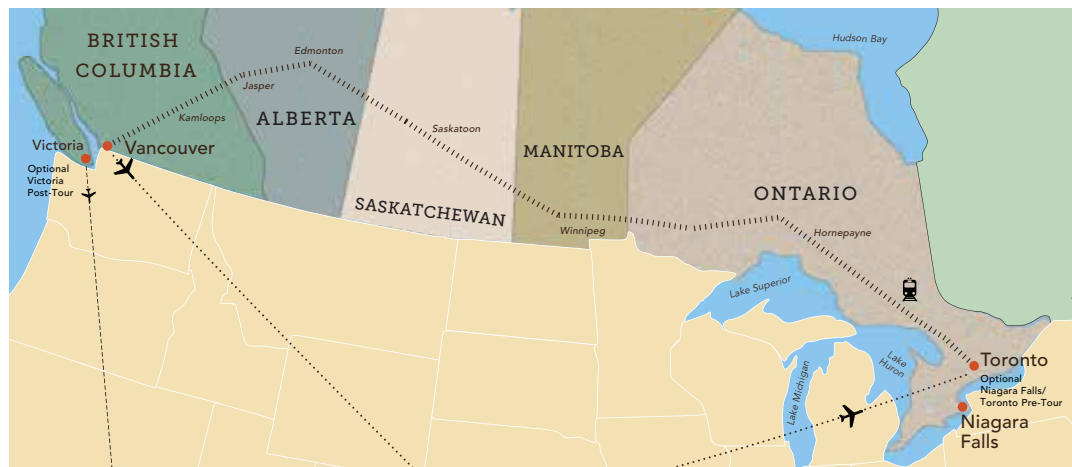 BRITISH
COLUMBIA
Edmonton
Jasper
Hudson Bay
Kamloops
ALBERTA
Saskatoon
Victoria
Vancouver
MANITOBA
Optional
Victoria
Post-Tour
SASKATCHEWAN
ONTARIO
Winnipeg
Hornepayne
Lake Superior
Lake
Huron
Lake Michigan
Toronto
Optional
Niagara Falls/
Toronto Pre-Tour
Niagara
Falls